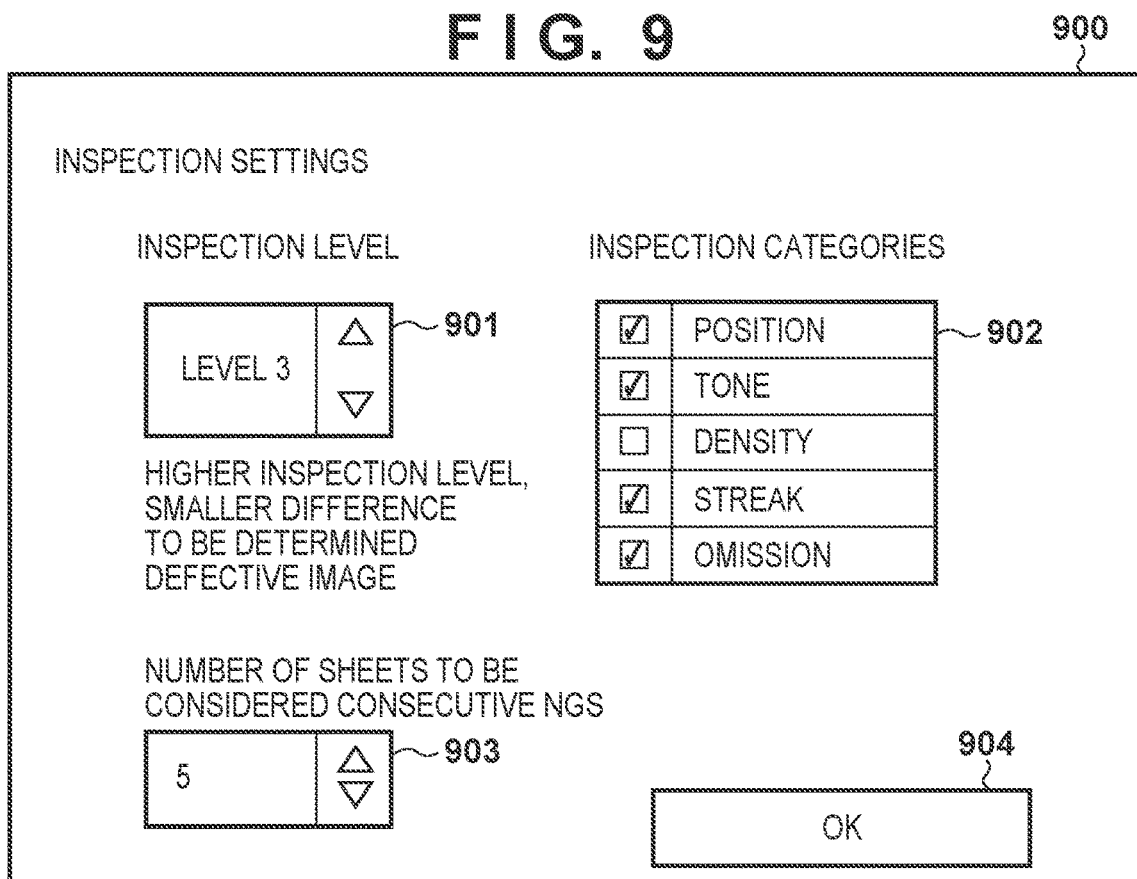 FIG. 9
900
INSPECTION SETTINGS
INSPECTION LEVEL
LEVEL 3
901
HIGHER INSPECTION LEVEL,
SMALLER DIFFERENCE
TO BE DETERMINED
DEFECTIVE IMAGE
INSPECTION CATEGORIES
POSITION
902
TONE
DENSITY
STREAK
OMISSION
NUMBER OF SHEETS TO BE
CONSIDERED CONSECUTIVE NGS
5
903
904
OK